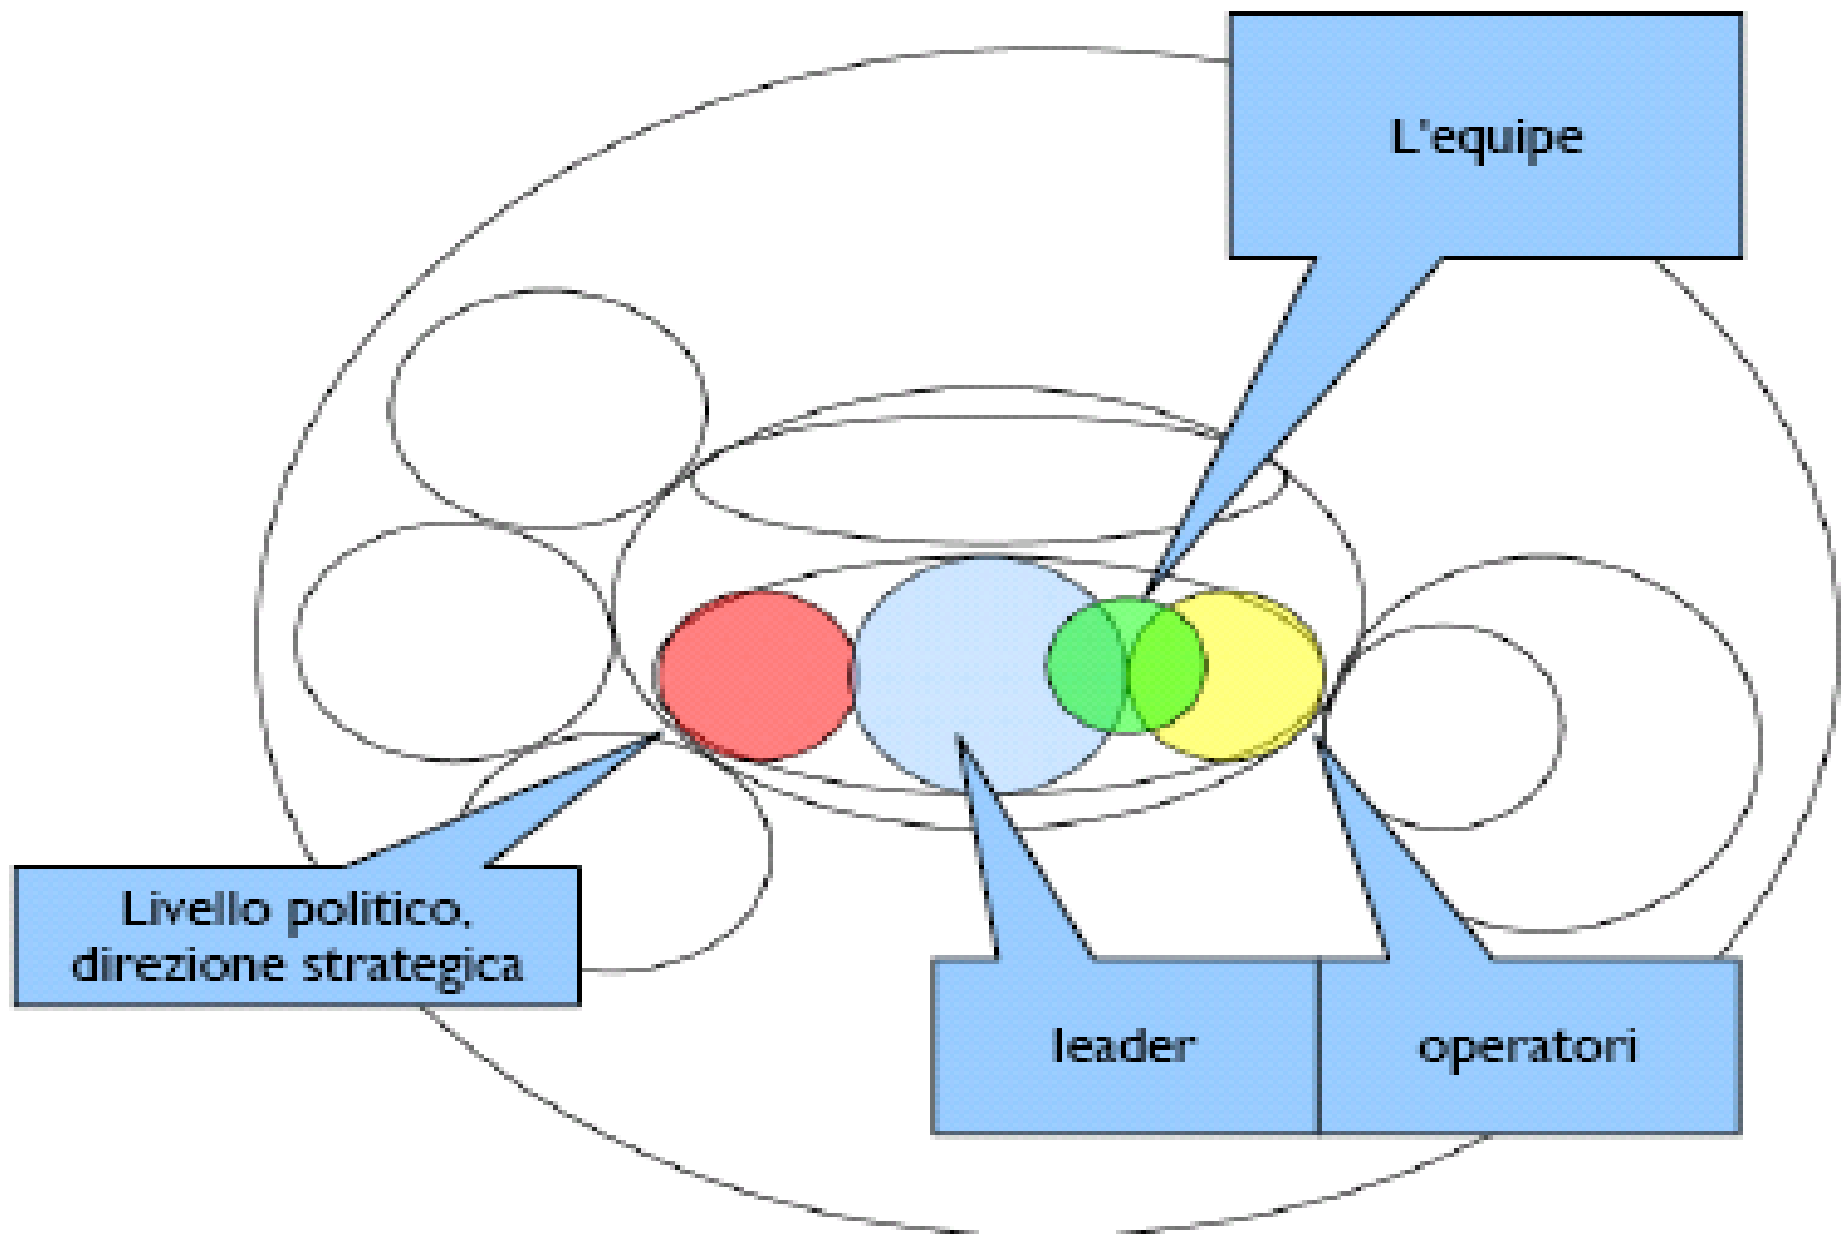 L'equipe
Livello politico,
direzione strategica
leader
operatori